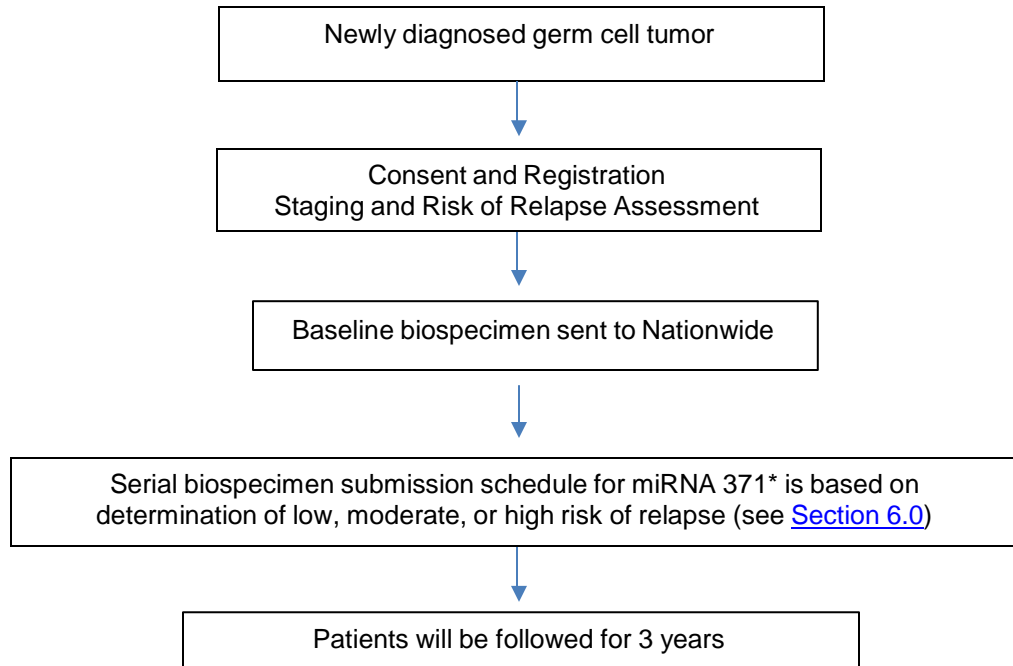 Newly diagnosed germ cell tumor
Consent and Registration
Staging and Risk of Relapse Assessment
Baseline biospecimen sent to Nationwide
Serial biospecimen submission schedule for miRNA 371* is based on
determination of low, moderate, or high risk of relapse (see Section 6.0)
Patients will be followed for 3 years